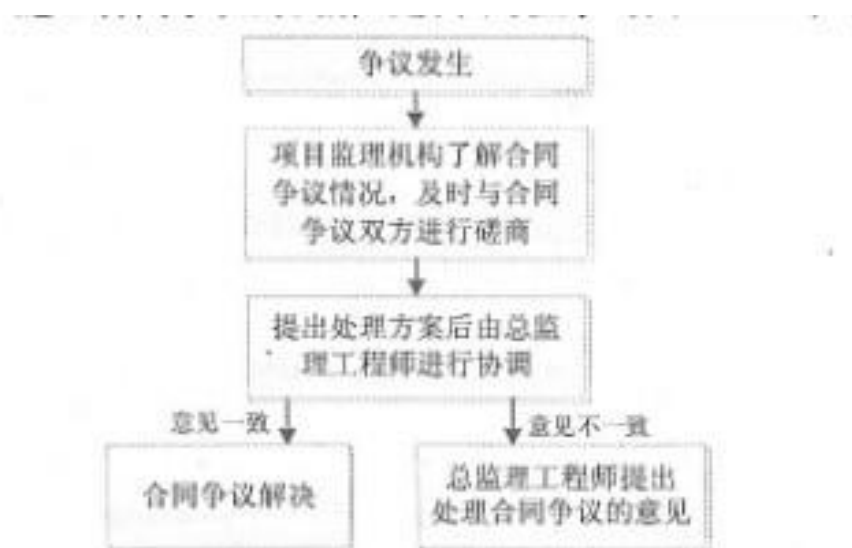 争议发生
项目监理机构了解合同
争议情况，及时与合同
争议双方进行磋商
提出处理方案后由总监
理工程师进行协调
意见一致
意见不一致
合同争议解决
总监理工程师提出
处理合同争议的意见